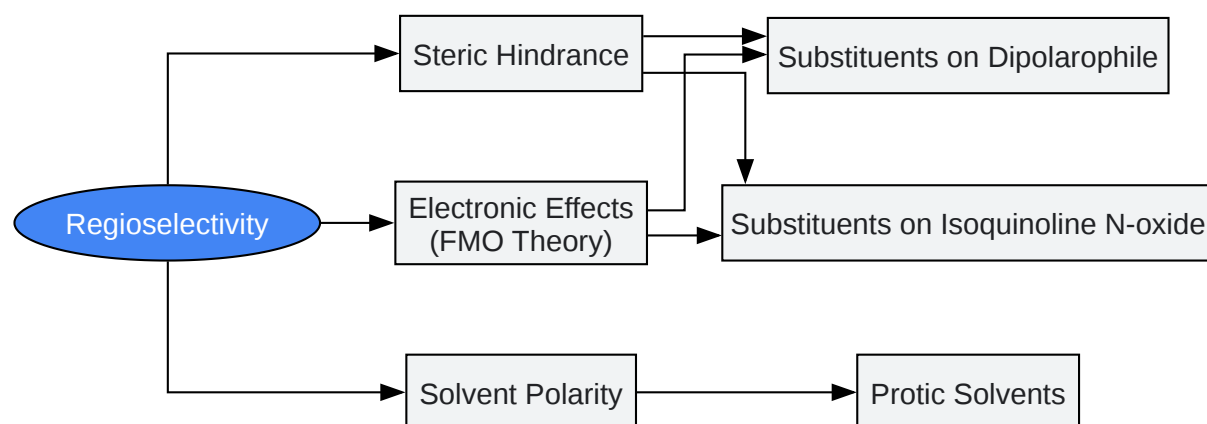 Steric Hindrance
Substituents on Dipolarophile
Regioselectivity
Electronic Effects
(FMO Theory)
Substituents on Isoquinoline N-oxide
Solvent Polarity
Protic Solvents